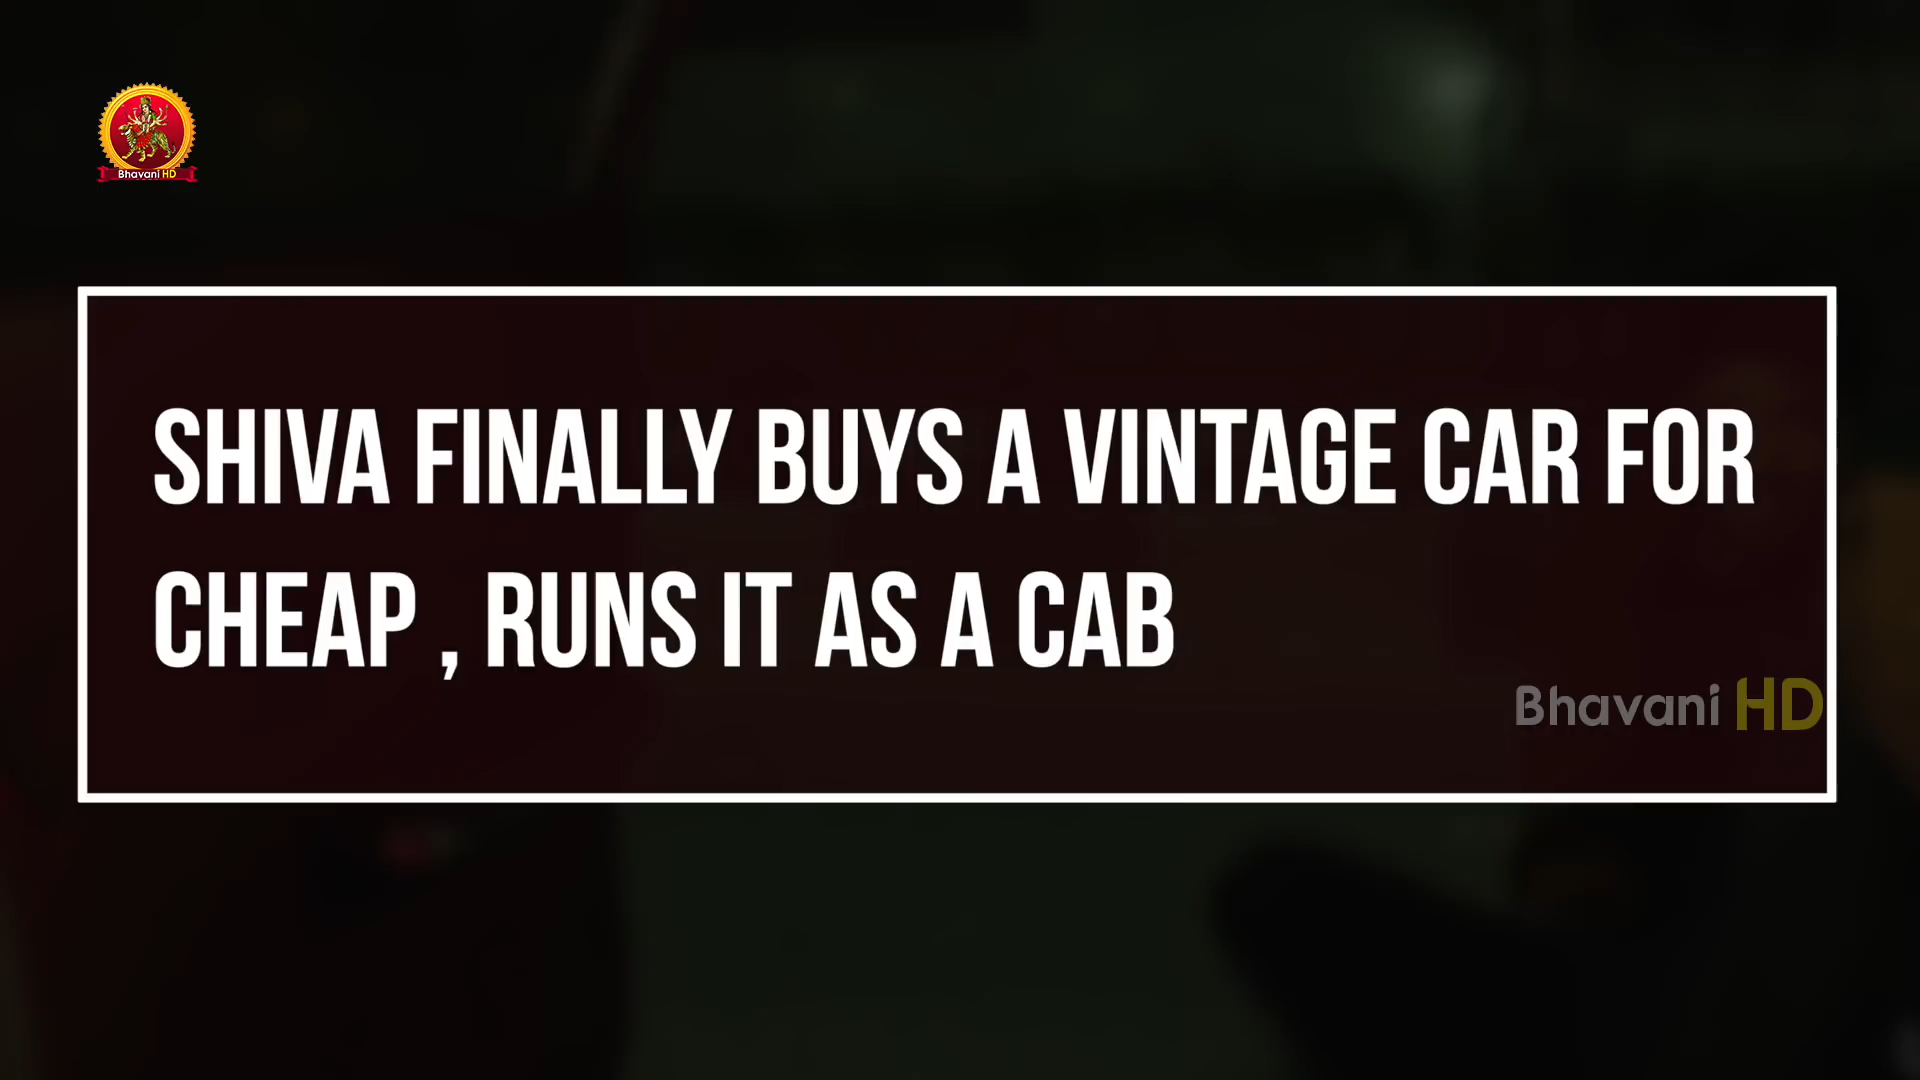 Bhavani HD
SHIVA FINALLY BUYS A VINTAGE CAR FOR
CHEAP , RUNS IT AS A CAB
Bhavani HD